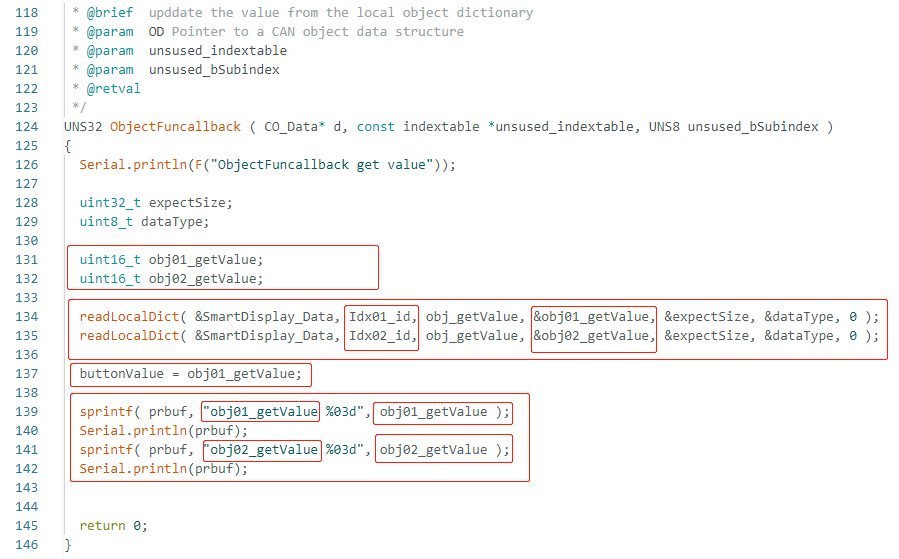 118 * @brief upddate the value from the local object dictionary
119 * @param OD Pointer to a CAN object data structure
120 * @param unsused_indextable
121 * @param unsused_bSubindex
122 * @retval
123 */
124 UNS32 ObjectFuncallback ( CO_Data* d, const indextable *unsused_indextable, UNS8 unsused_bSubindex )
125 {
126 Serial.println(F("ObjectFuncallback get value"));
127
128 uint32_t expectSize;
129 uint8_t dataType;
130
131 uint16_t obj01_getValue;
132 uint16_t obj02_getValue;
133
134 readLocalDict( &SmartDisplay_Data, Idx01_id, obj_getValue, &obj01_getValue, &expectSize, &dataType, 0 );
135 readLocalDict( &SmartDisplay_Data, Idx02_id, obj_getValue, &obj02_getValue, &expectSize, &dataType, 0 );
136
137 buttonValue = obj01_getValue;
138
139 sprintf( prbuf, "obj01_getValue %03d", obj01_getValue );
140 Serial.println(prbuf);
141 sprintf( prbuf, "obj02_getValue %03d", obj02_getValue );
142 Serial.println(prbuf);
143
144
145 return 0;
146 }